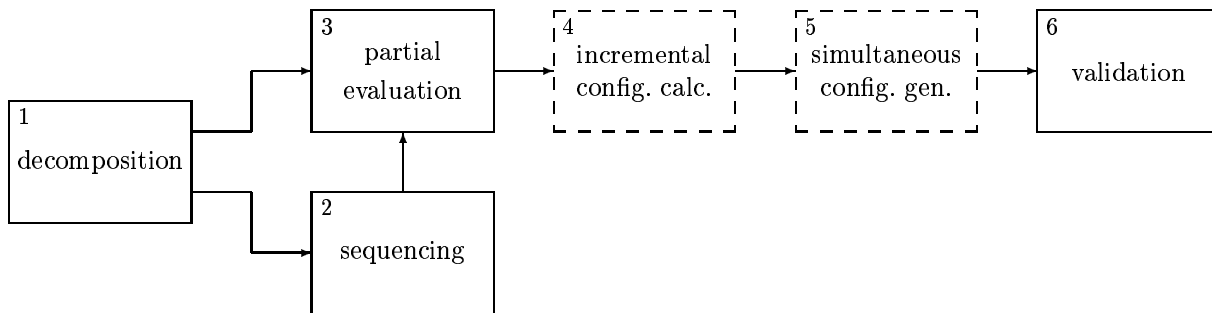 1
decomposition
2
sequencing
3
partial
evaluation
4
incremental
config. calc.
5
simultaneous
config. gen.
6
validation